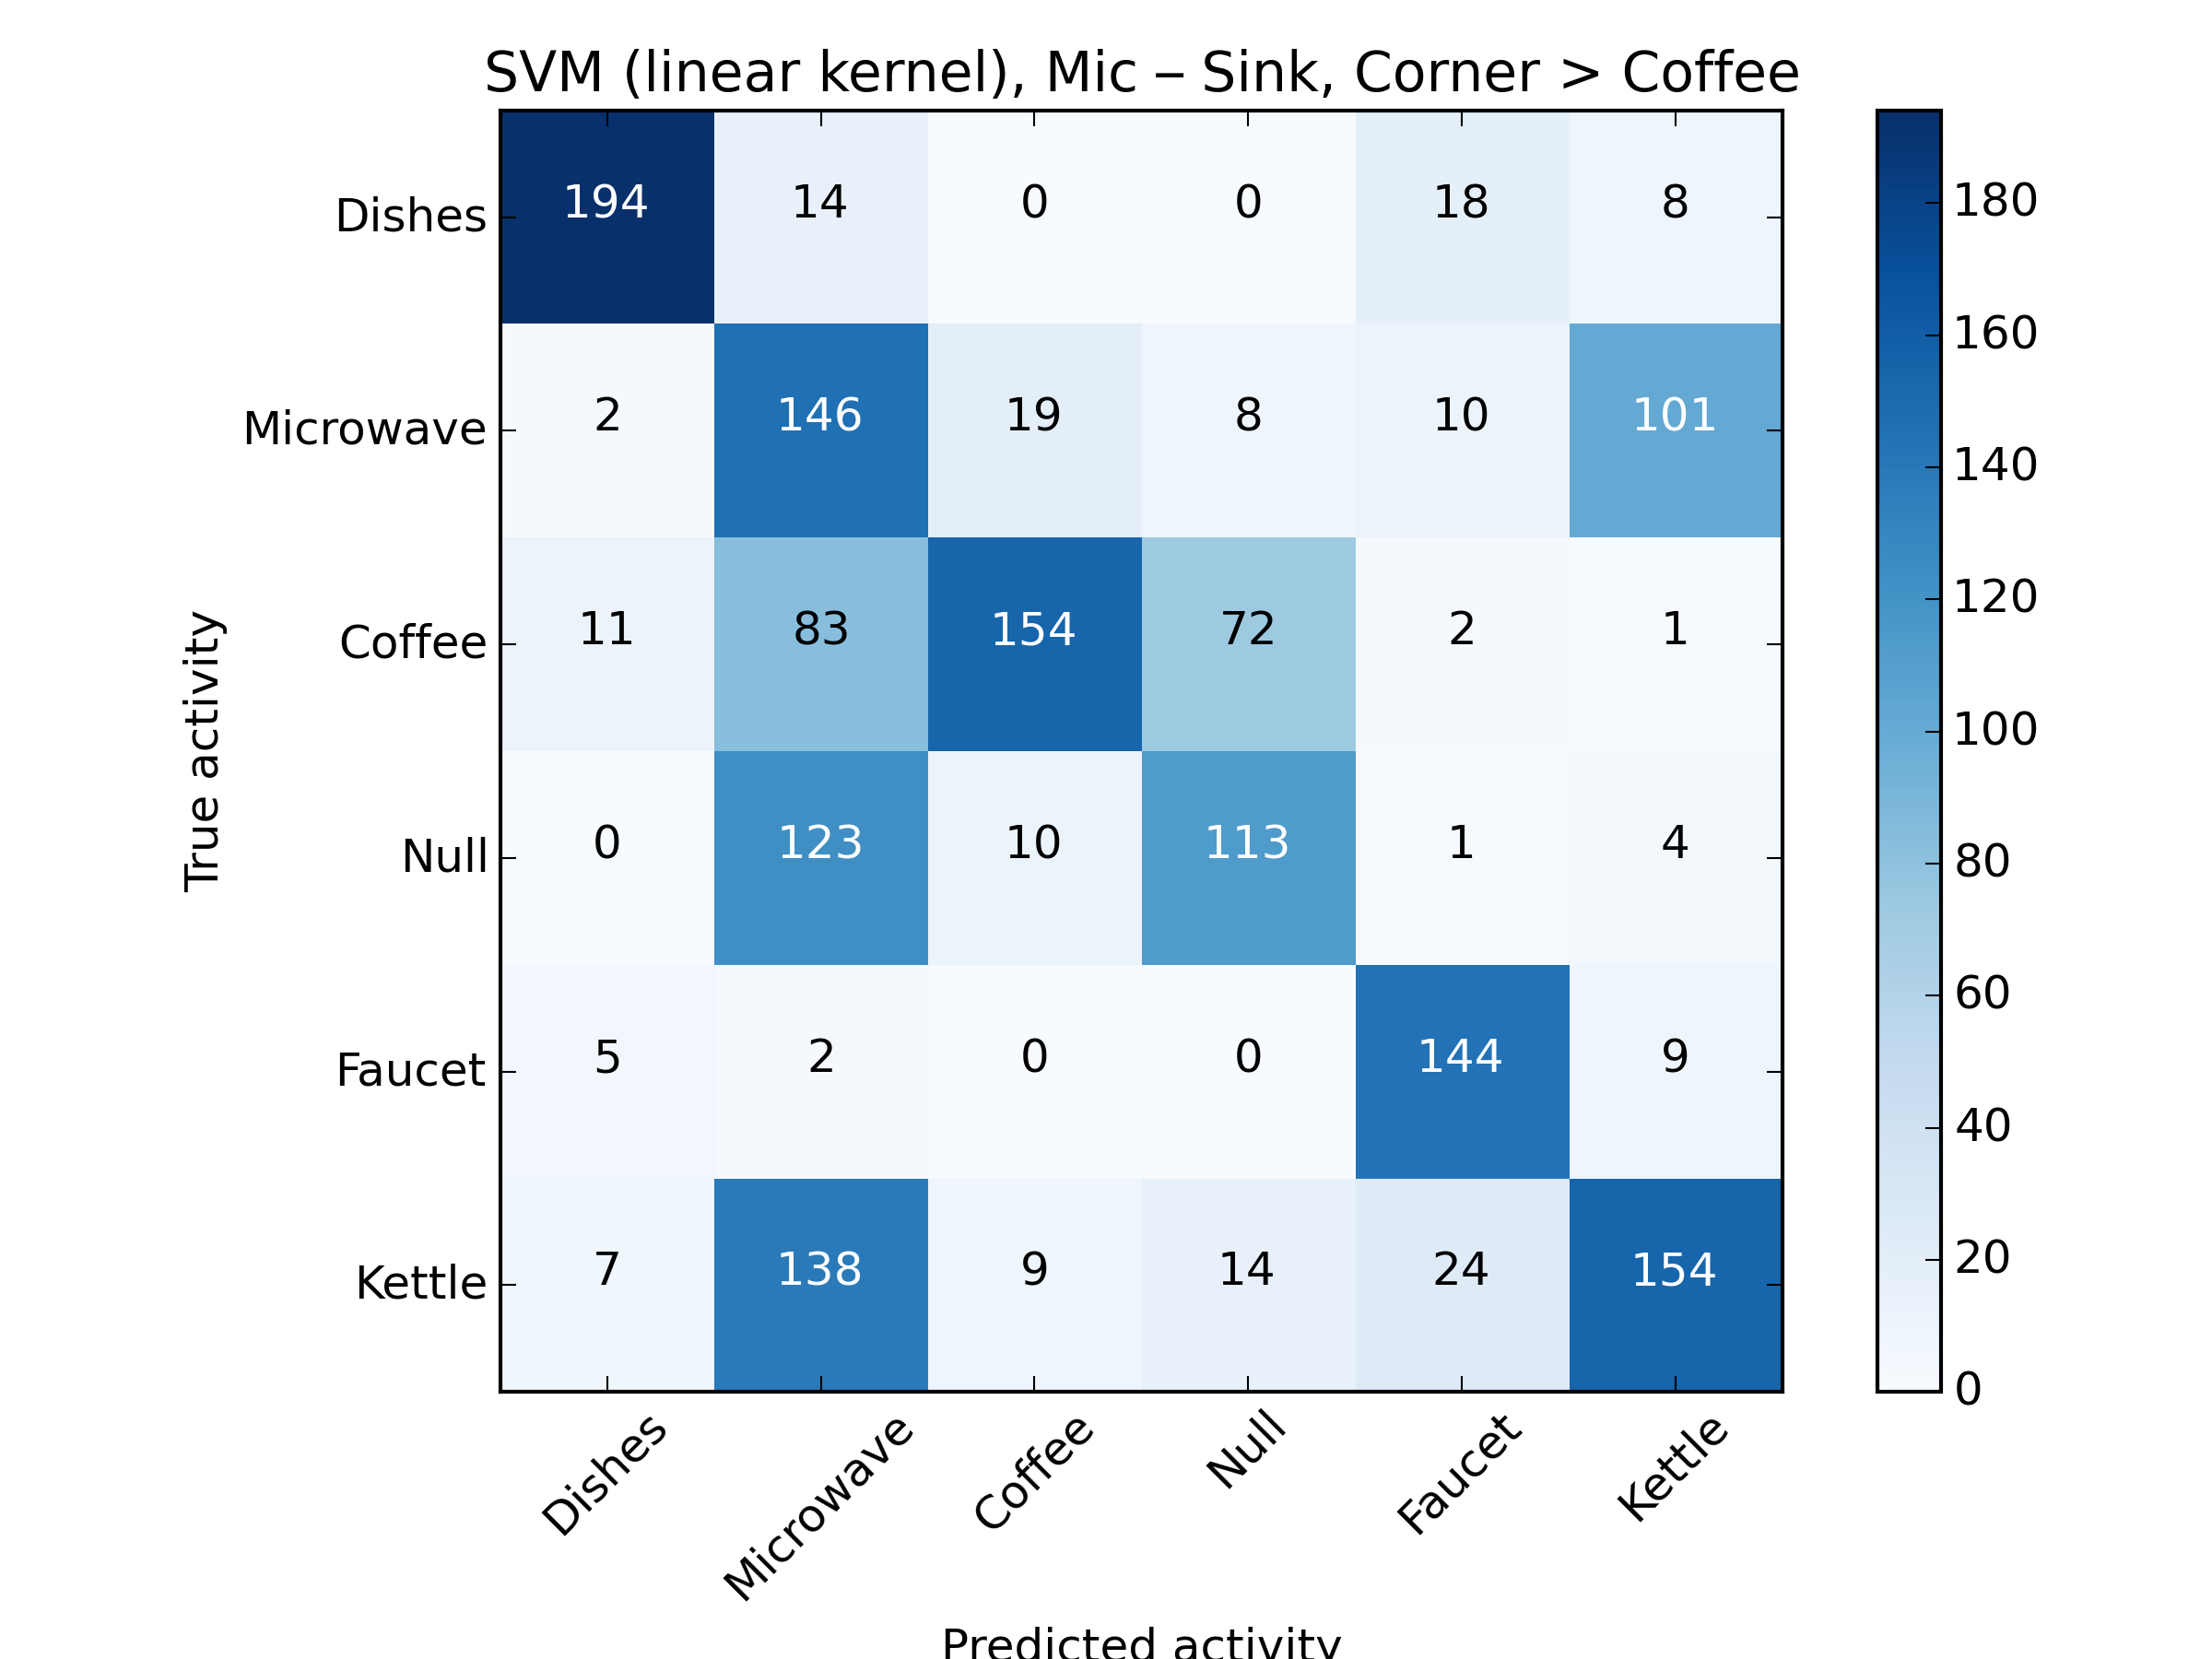 SVM (linear kernel), Mic – Sink, Corner > Coffee
Dishes 194 14 0 0 18 8
Microwave 2 146 19 8 10 101
Coffee 11 83 154 72 2 1
Null 0 123 10 113 1 4
Faucet 5 2 0 0 144 9
Kettle 7 138 9 14 24 154
True activity
Dishes Microwave Coffee Null Faucet Kettle
Predicted activity
180
160
140
120
100
80
60
40
20
0